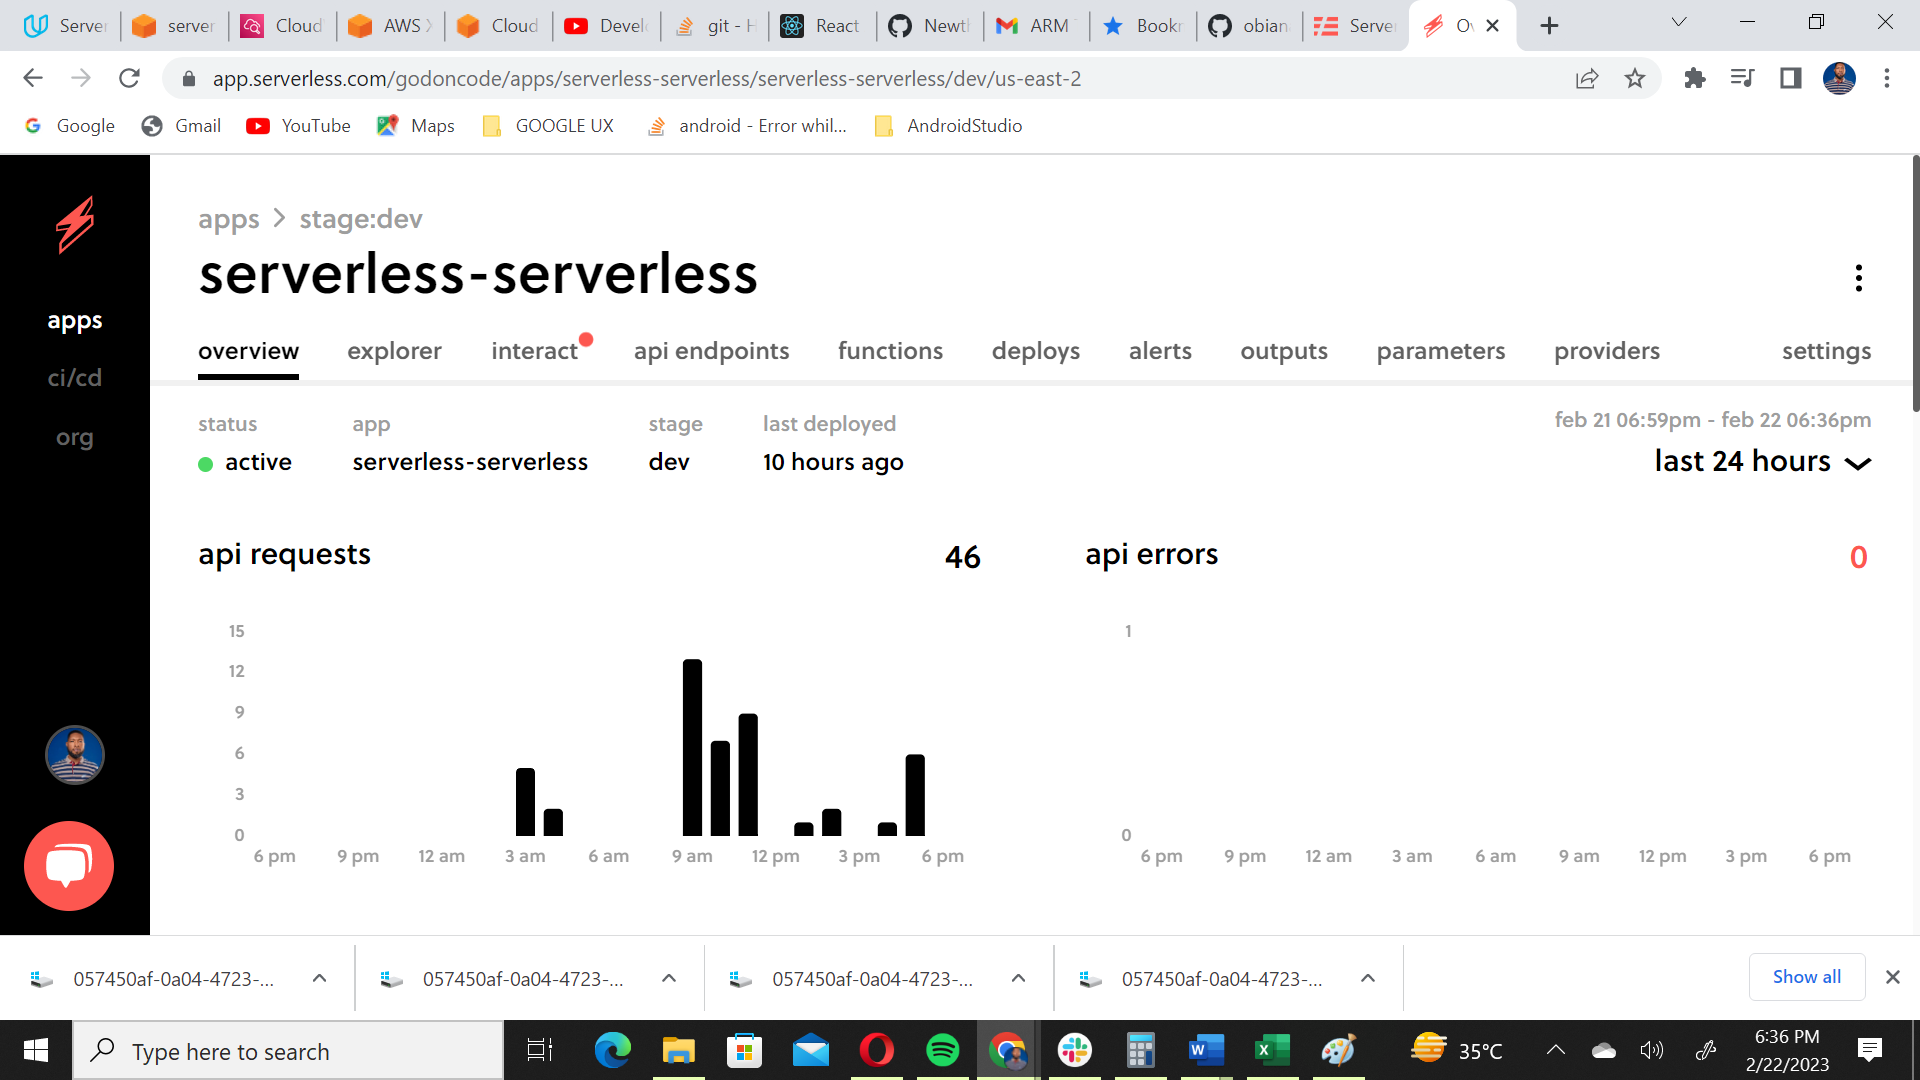 Server
server
Cloud
AWS X
Cloud
Develo
git - H
React
Newth
ARM
Bookr
obian
Server
Ov
app.serverless.com/godoncode/apps/serverless-serverless/serverless-serverless/dev/us-east-2
Google
Gmail
YouTube
Maps
GOOGLE UX
android - Error whil...
AndroidStudio
apps > stage:dev
serverless-serverless
apps
ci/cd
org
overview
explorer
interact
api endpoints
functions
deploys
alerts
outputs
parameters
providers
settings
status
active
app
serverless-serverless
stage
dev
last deployed
10 hours ago
feb 21 06:59pm - feb 22 06:36pm
last 24 hours
api requests
46
15
12
9
6
3
0
6 pm
9 pm
12 am
3 am
6 am
9 am
12 pm
3 pm
6 pm
api errors
0
1
0
6 pm
9 pm
12 am
3 am
6 am
9 am
12 pm
3 pm
6 pm
057450af-0a04-4723-...
057450af-0a04-4723-...
057450af-0a04-4723-...
057450af-0a04-4723-...
Show all
Type here to search
35°C
6:36 PM
2/22/2023